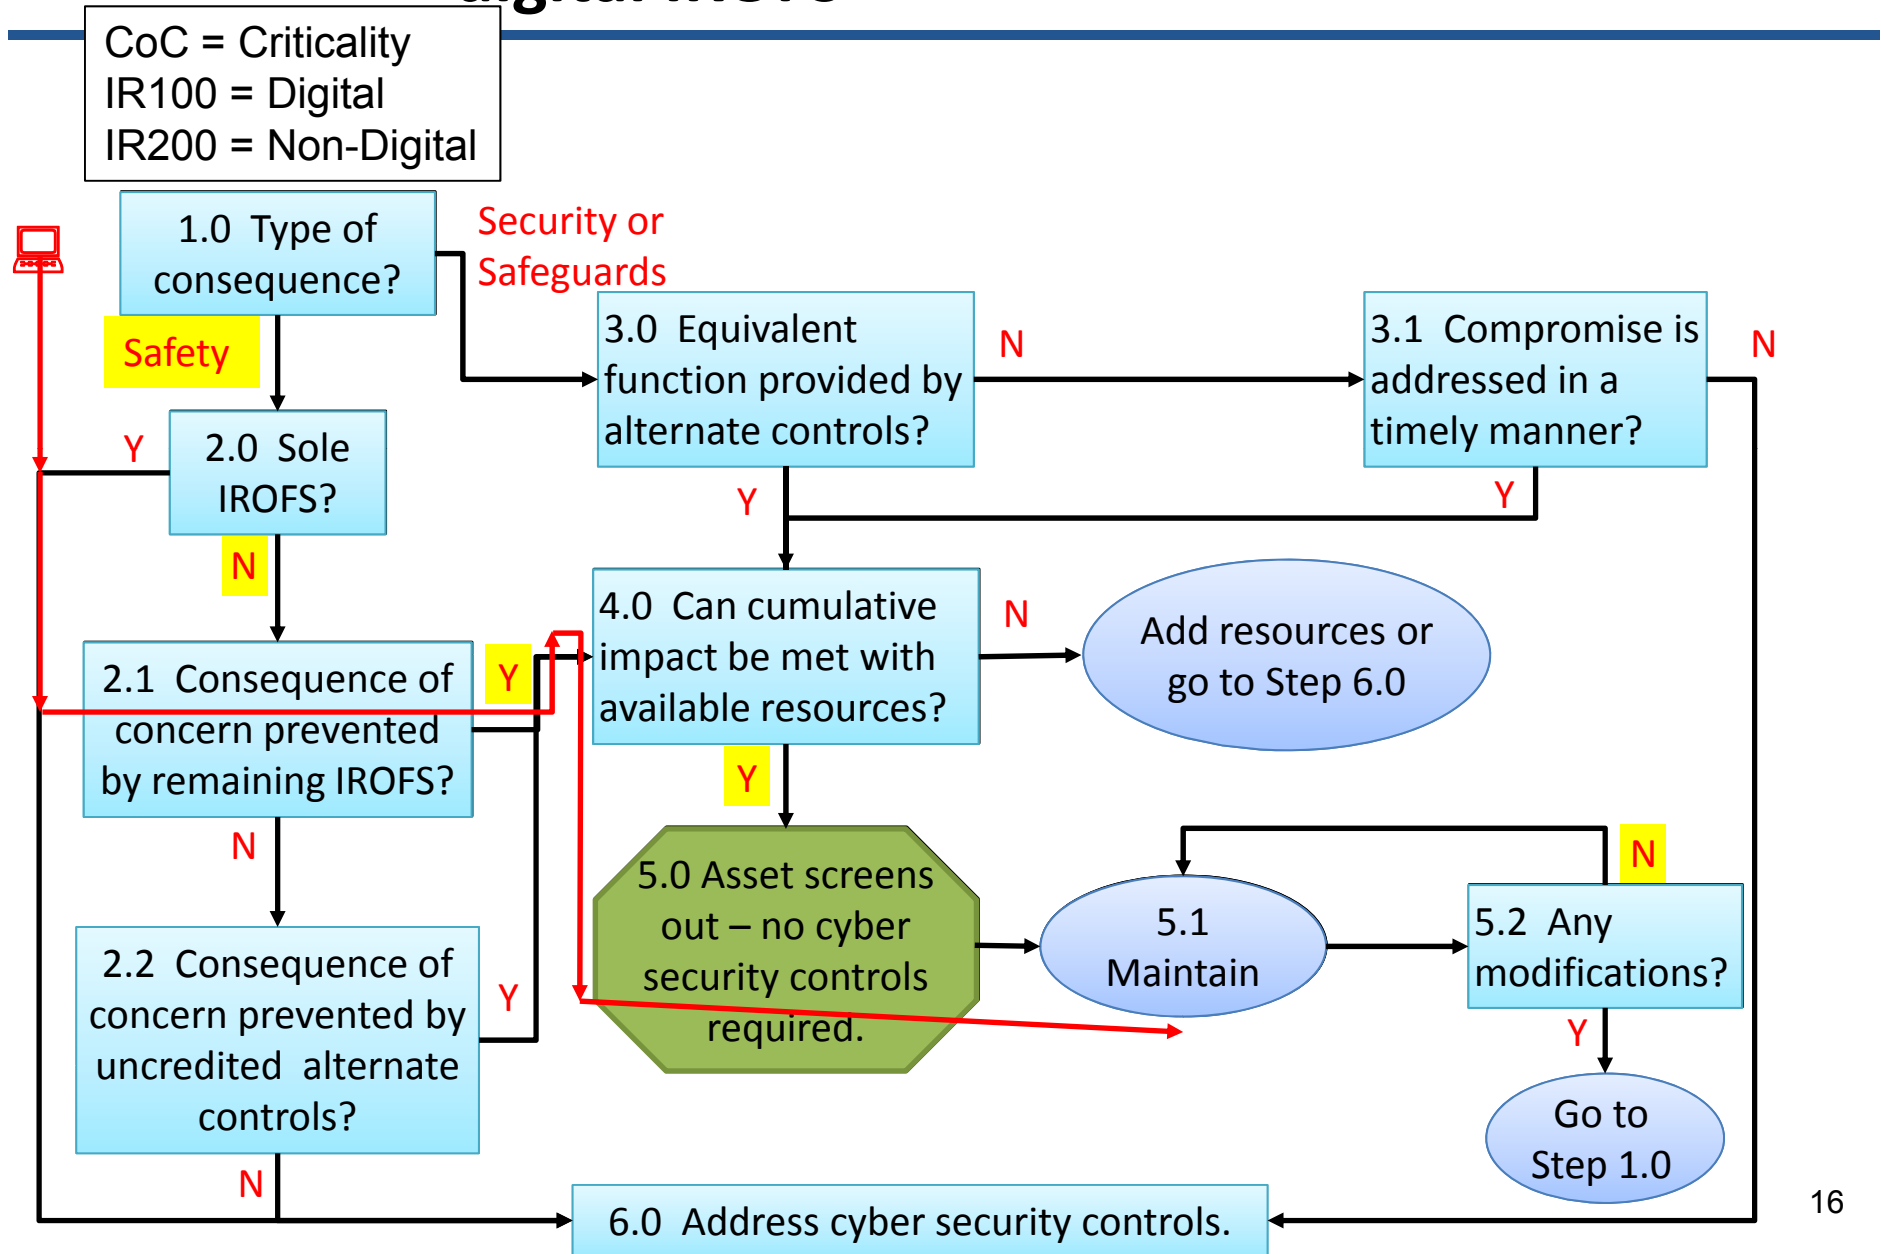 digital IROFS
CoC = Criticality
IR100 = Digital
IR200 = Non-Digital
1.0 Type of
consequence?
Security or
Safeguards
Safety
3.0 Equivalent
function provided by
alternate controls?
N
3.1 Compromise is
addressed in a
timely manner?
N
Y
2.0 Sole
IROFS?
Y
Y
N
4.0 Can cumulative
impact be met with
available resources?
N
Add resources or
go to Step 6.0
2.1 Consequence of
concern prevented
by remaining IROFS?
Y
Y
N
5.0 Asset screens
out – no cyber
security controls
required.
5.1
Maintain
5.2 Any
modifications?
N
2.2 Consequence of
concern prevented by
uncredited alternate
controls?
Y
Y
Go to
Step 1.0
N
6.0 Address cyber security controls.
16